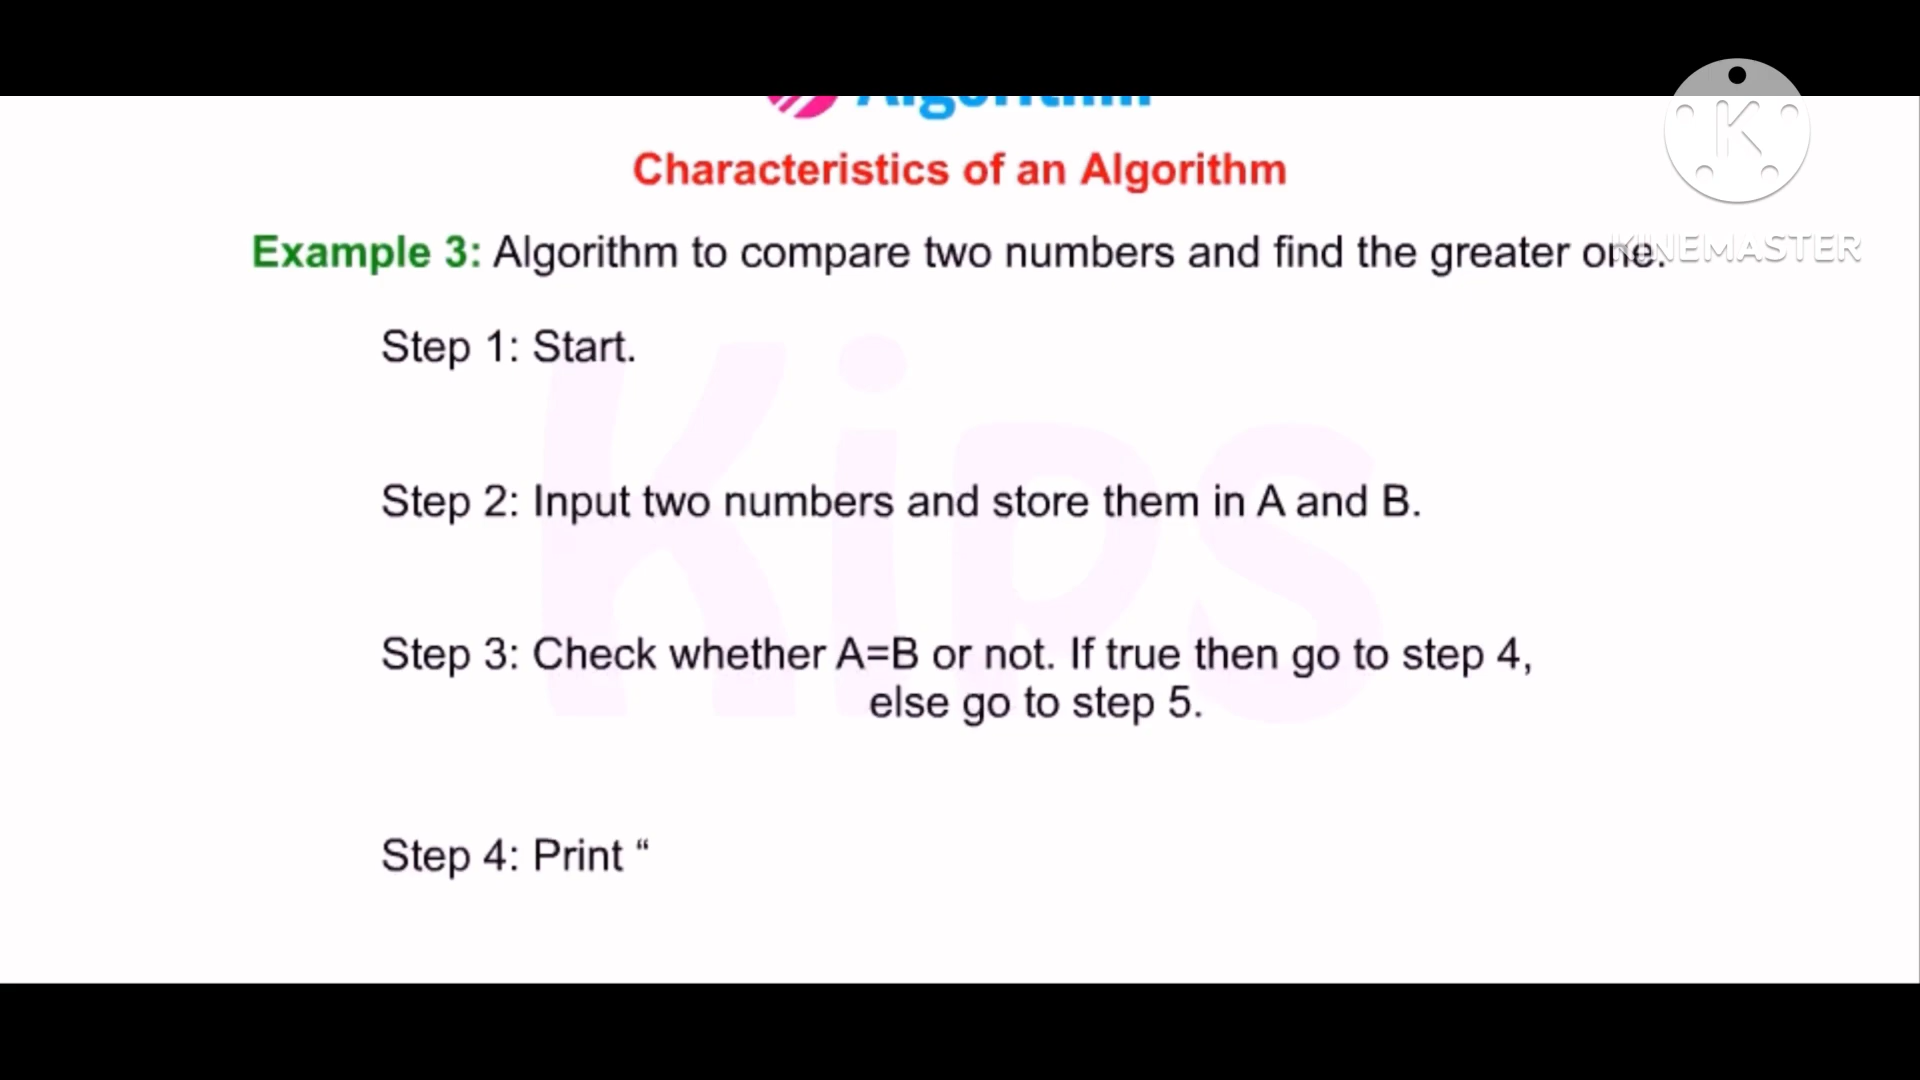 Algorithm
Characteristics of an Algorithm
Example 3: Algorithm to compare two numbers and find the greater one.
KINEMASTER
Step 1: Start.
Kips
Step 2: Input two numbers and store them in A and B.
Step 3: Check whether A=B or not. If true then go to step 4,
else go to step 5.
Step 4: Print “